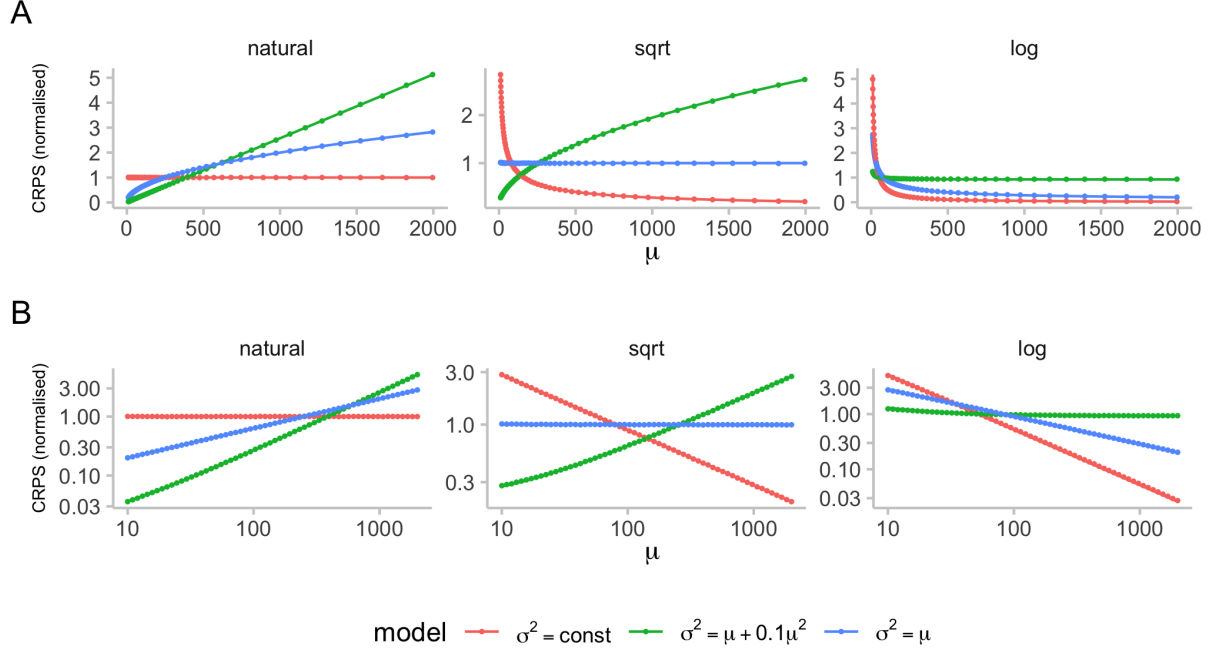 A
natural
sqrt
log
CRPS (normalised)
5
4
3
2
1
0
0 500 1000 1500 2000
2
1
0 500 1000 1500 2000
5
4
3
2
1
0
0 500 1000 1500 2000
μ
B
natural
sqrt
log
CRPS (normalised)
3.00
1.00
0.30
0.10
0.03
10 100 1000
3.0
1.0
0.3
10 100 1000
3.00
1.00
0.30
0.10
0.03
10 100 1000
μ
model σ² = const σ² = μ + 0.1μ² σ² = μ